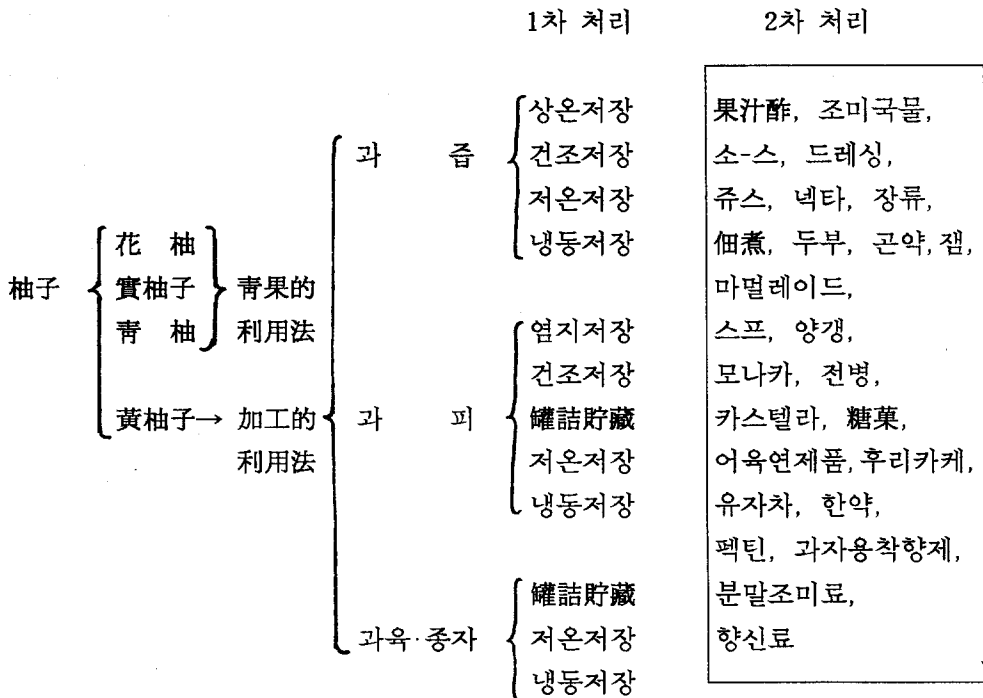 1차 처리 2차 처리
상온저장 果汁酢, 조미국물,
과 즙 건조저장 소-스, 드레싱,
저온저장 쥬스, 넥타, 장류,
花 柚 냉동저장 佃煮, 두부, 곤약, 잼,
柚子 實柚子 靑果的 마멀레이드,
靑 柚 利用法 염지저장 스프, 양갱,
건조저장 모나카, 전병,
黃柚子→ 加工的 과 피 罐詰貯藏 카스텔라, 糖菓,
利用法 저온저장 어육연제품, 후리카케,
냉동저장 유자차, 한약,
펙틴, 과자용착향제,
罐詰貯藏 분말조미료,
과육·종자 저온저장 향신료
냉동저장